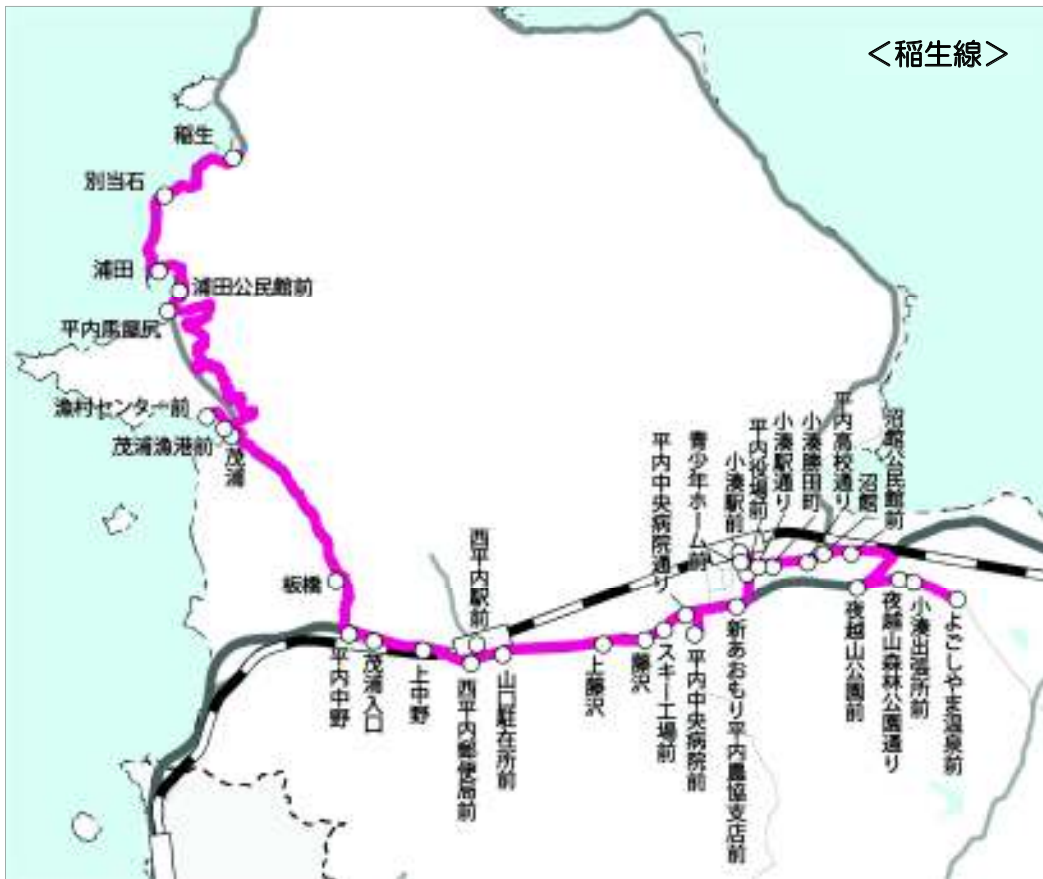 ＜稲生線＞
稲生
別当石
浦田
浦田公民館前
平内馬屋尻
漁村センター前
茂浦漁港前
茂浦
板橋
平内中野
茂浦入口
上中野
西平内駅前
西平内郵便局前
山口駐在所前
上藤沢
藤沢
スキー工場前
平内中央病院通り
平内中央病院前
青少年ホーム前
新あおもり平内農協支店前
小湊駅前
平内役場前
小湊駅通り
小湊勝田町
平内高校通り
沼館
沼館公民館前
夜越山公園前
夜越山森林公園通り
小湊出張所前
よごしやま温泉前